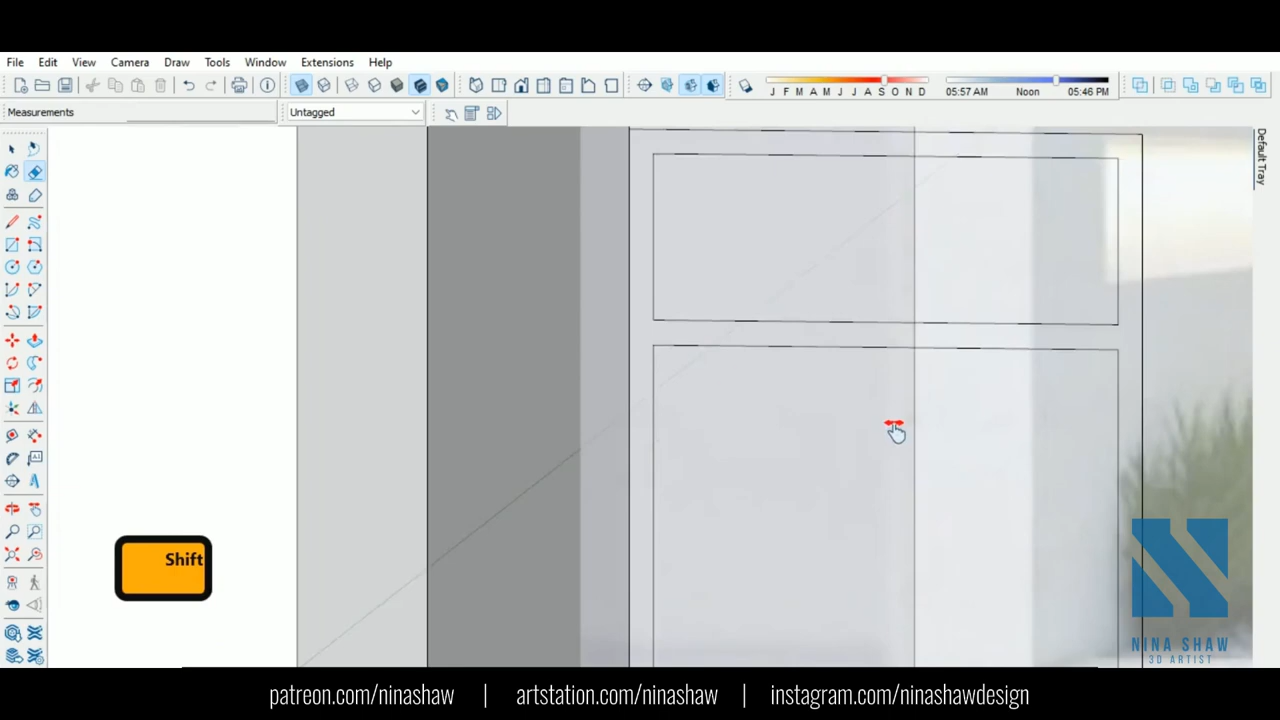 File Edit View Camera Draw Tools Window Extensions Help
J F M A M J J A S O N D 05:57 AM Noon 05:46 PM
Measurements Untagged
Default Tray
Shift
NINA SHAW
3D ARTIST
patreon.com/ninashaw | artstation.com/ninashaw | instagram.com/ninashawdesign